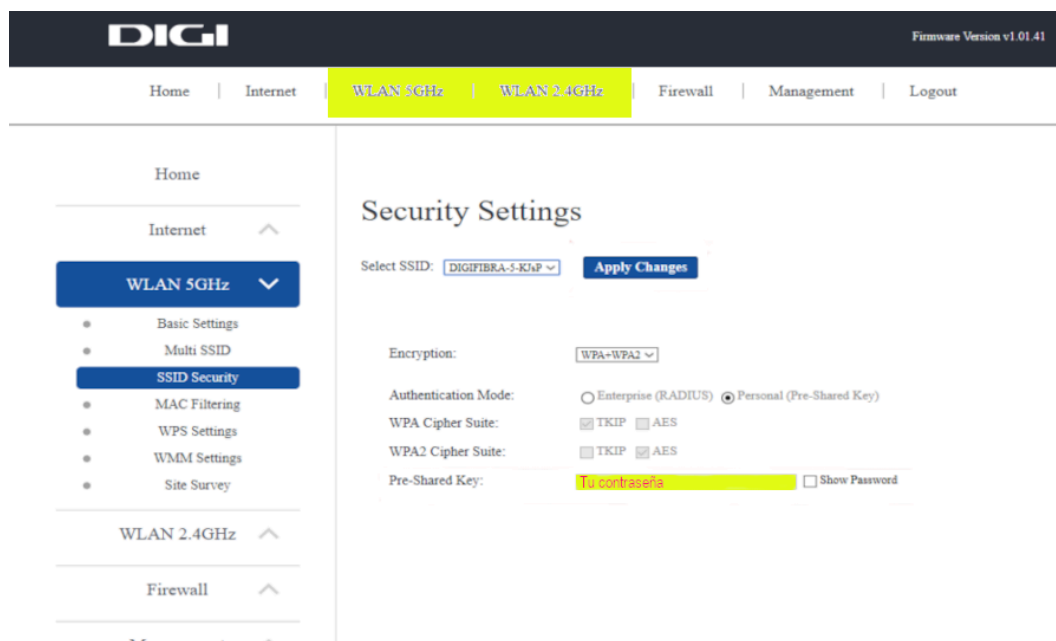 DIGI
Firmware Version v1.01.41
Home | Internet | WLAN 5GHz | WLAN 2.4GHz | Firewall | Management | Logout
Home
Internet
WLAN 5GHz
Basic Settings
Multi SSID
SSID Security
MAC Filtering
WPS Settings
WMM Settings
Site Survey
WLAN 2.4GHz
Firewall
Security Settings
Select SSID: DIGIFIBRA-5-KJsP Apply Changes
Encryption: WPA+WPA2
Authentication Mode: Enterprise (RADIUS) Personal (Pre-Shared Key)
WPA Cipher Suite: TKIP AES
WPA2 Cipher Suite: TKIP AES
Pre-Shared Key: Tu contraseña Show Password